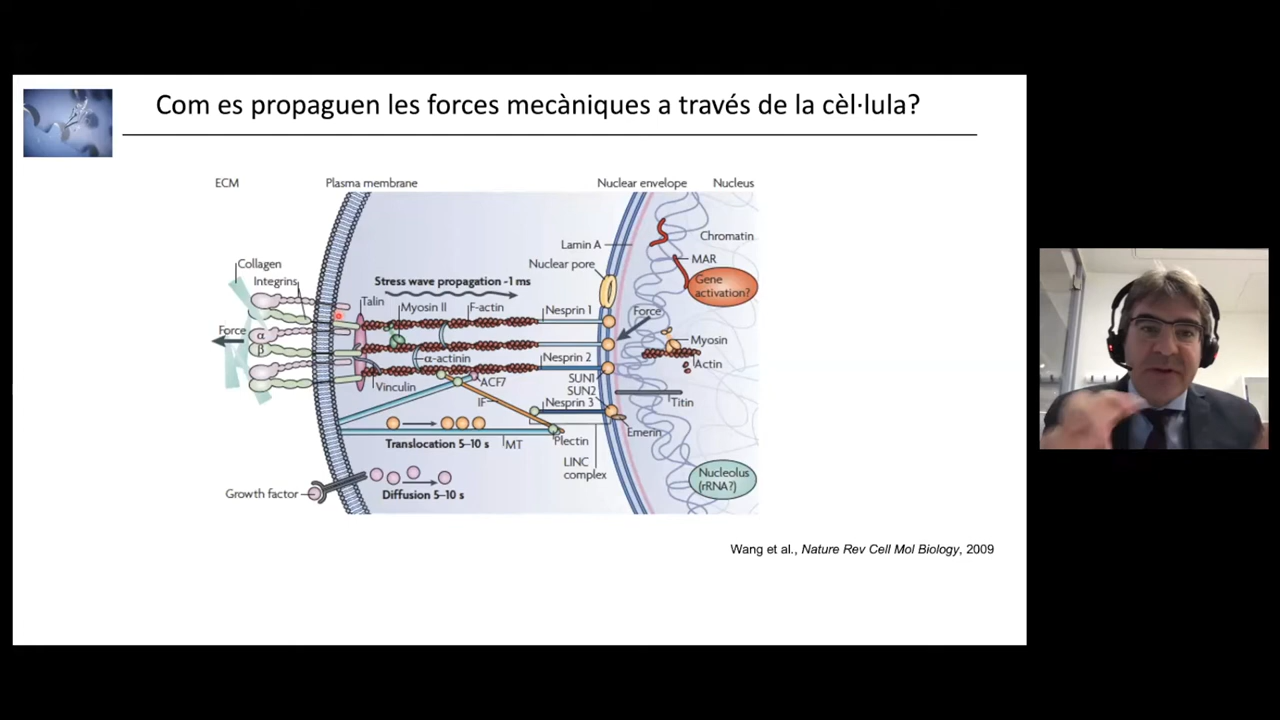 Com es propaguen les forces mecàniques a través de la cèl·lula?
ECM
Plasma membrane
Nuclear envelope
Nucleus
Chromatin
Lamin A
MAR
Nuclear pore
Collagen
Integrins
Stress wave propagation ~1 ms
Gene
activation?
Talin
Myosin II
F-actin
Nesprin 1
Force
Force
α
β
Myosin
α-actinin
Nesprin 2
Actin
Vinculin
ACF7
SUN1
SUN2
IF
Nesprin 3
Titin
Emerin
Translocation 5–10 s
MT
Plectin
LINC
complex
Nucleolus
(rRNA?)
Growth factor
Diffusion 5–10 s
Wang et al., Nature Rev Cell Mol Biology, 2009